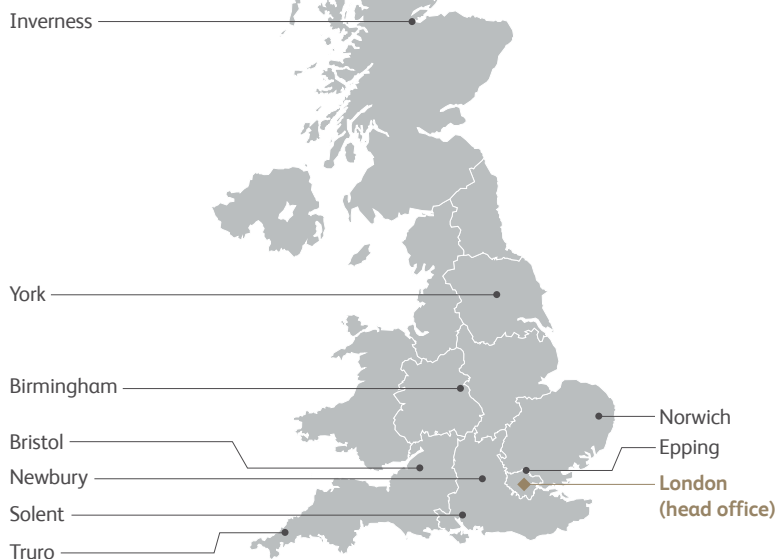 Inverness
York
Birmingham
Bristol
Newbury
Solent
Truro
Norwich
Epping
London
(head office)